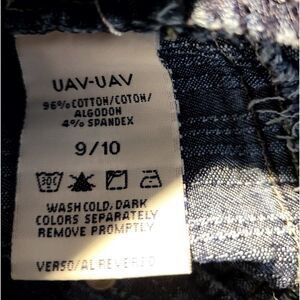 UAV-UAV
96% COTTON/COTON/
ALGODON
4% SPANDEX
9/10
30C
WASH COLD, DARK
COLORS SEPARATELY
REMOVE PROMPTLY
VERSO/AL REVERSO